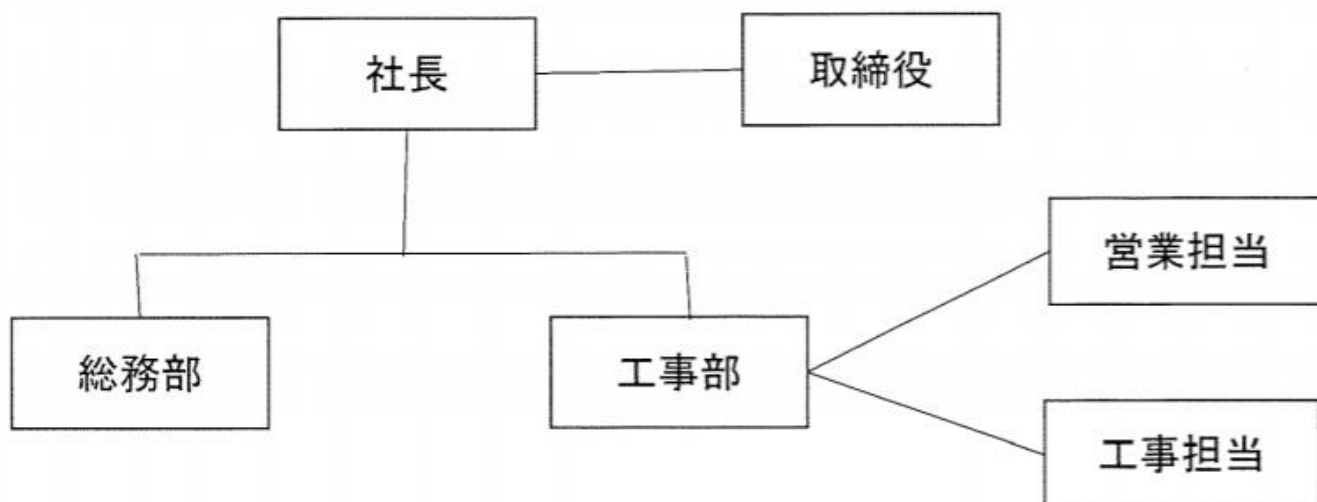 社長
取締役
営業担当
総務部
工事部
工事担当